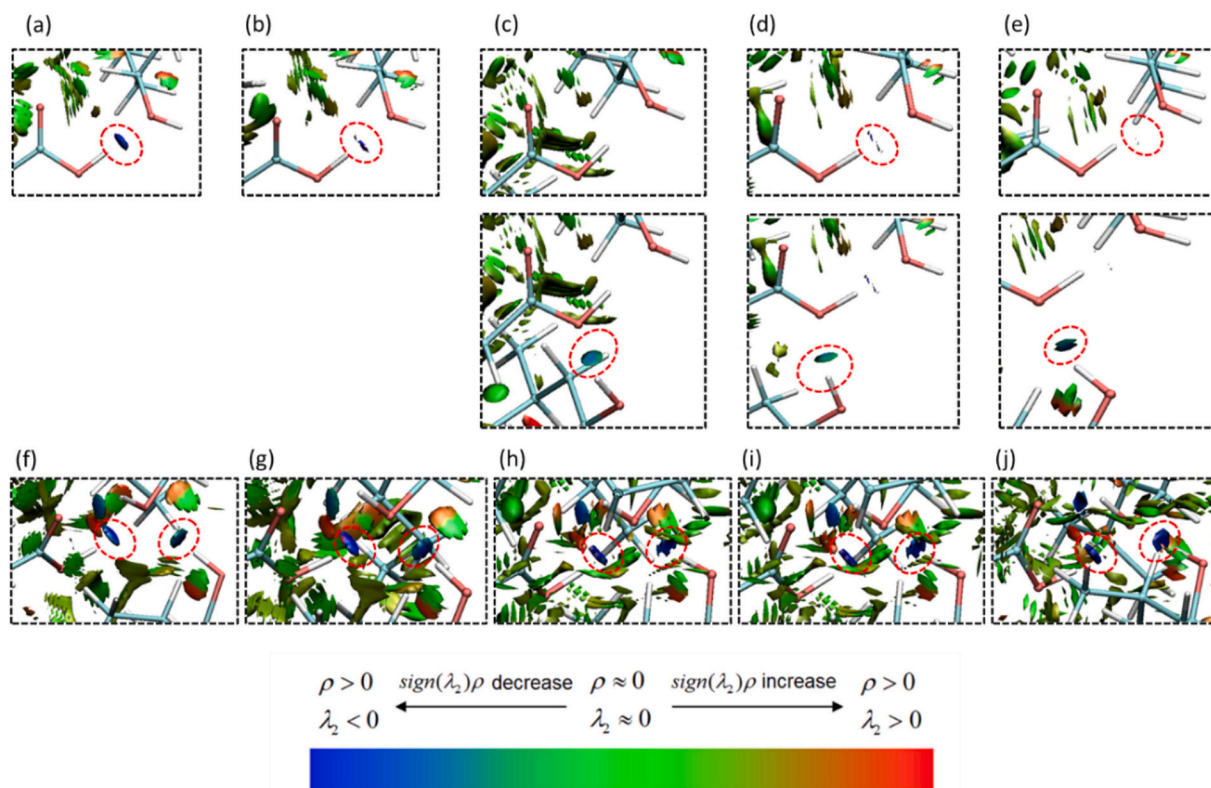 (a) (b) (c) (d) (e)
(f) (g) (h) (i) (j)
ρ > 0 sign(λ₂)ρ decrease ρ ≈ 0 sign(λ₂)ρ increase ρ > 0
λ₂ < 0 λ₂ ≈ 0 λ₂ > 0